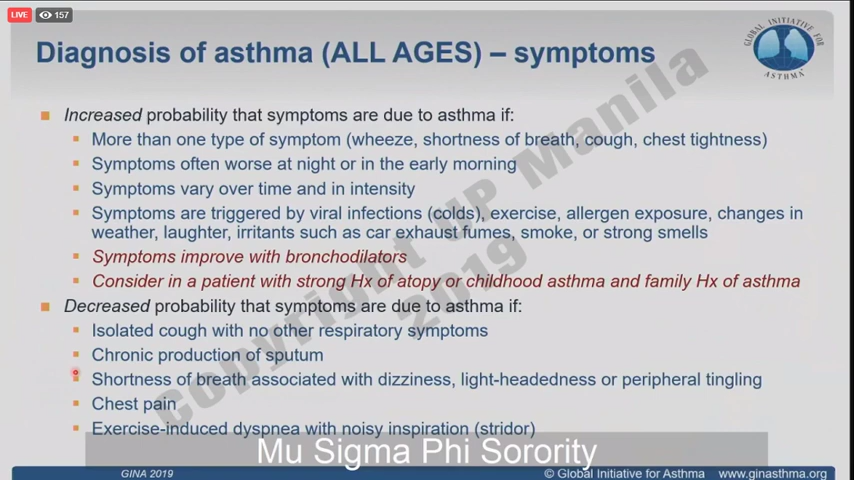 LIVE 157
Diagnosis of asthma (ALL AGES) – symptoms
GLOBAL INITIATIVE FOR ASTHMA
Increased probability that symptoms are due to asthma if:
More than one type of symptom (wheeze, shortness of breath, cough, chest tightness)
Symptoms often worse at night or in the early morning
Symptoms vary over time and in intensity
Symptoms are triggered by viral infections (colds), exercise, allergen exposure, changes in
weather, laughter, irritants such as car exhaust fumes, smoke, or strong smells
Symptoms improve with bronchodilators
Consider in a patient with strong Hx of atopy or childhood asthma and family Hx of asthma
Decreased probability that symptoms are due to asthma if:
Isolated cough with no other respiratory symptoms
Chronic production of sputum
Shortness of breath associated with dizziness, light-headedness or peripheral tingling
Chest pain
Exercise-induced dyspnea with noisy inspiration (stridor)
copyright UP Manila
2019
Mu Sigma Phi Sorority
GINA 2019
© Global Initiative for Asthma www.ginasthma.org